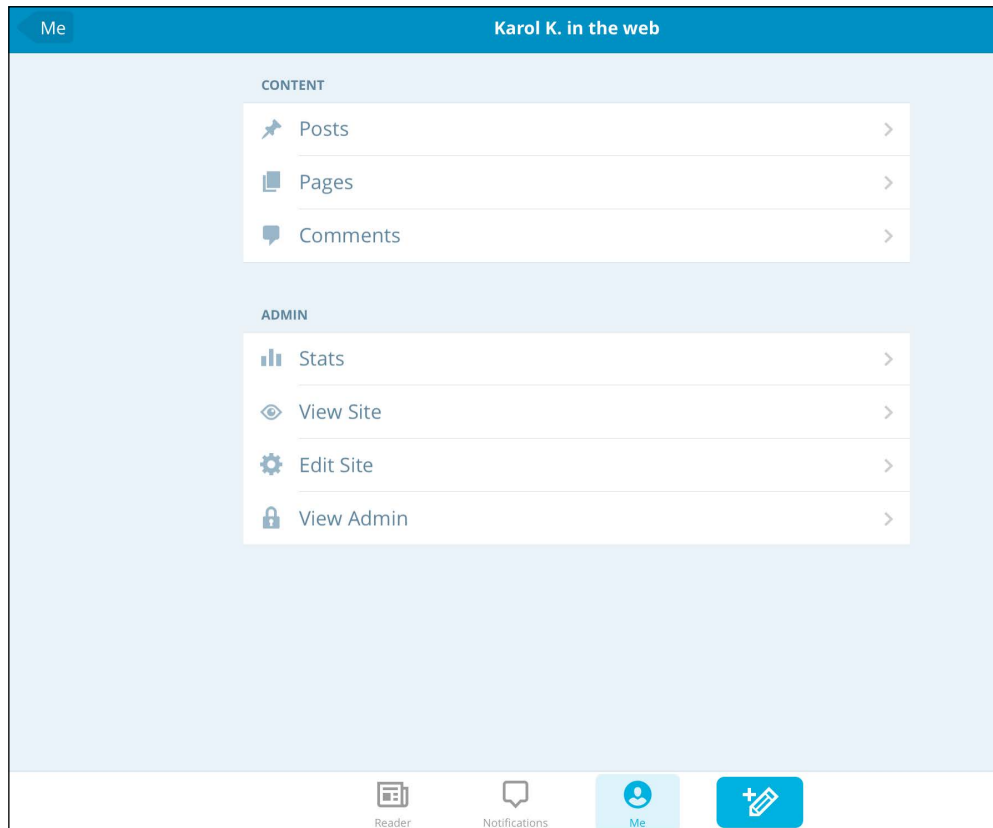 Me
Karol K. in the web
CONTENT
Posts
Pages
Comments
ADMIN
Stats
View Site
Edit Site
View Admin
Reader
Notifications
Me